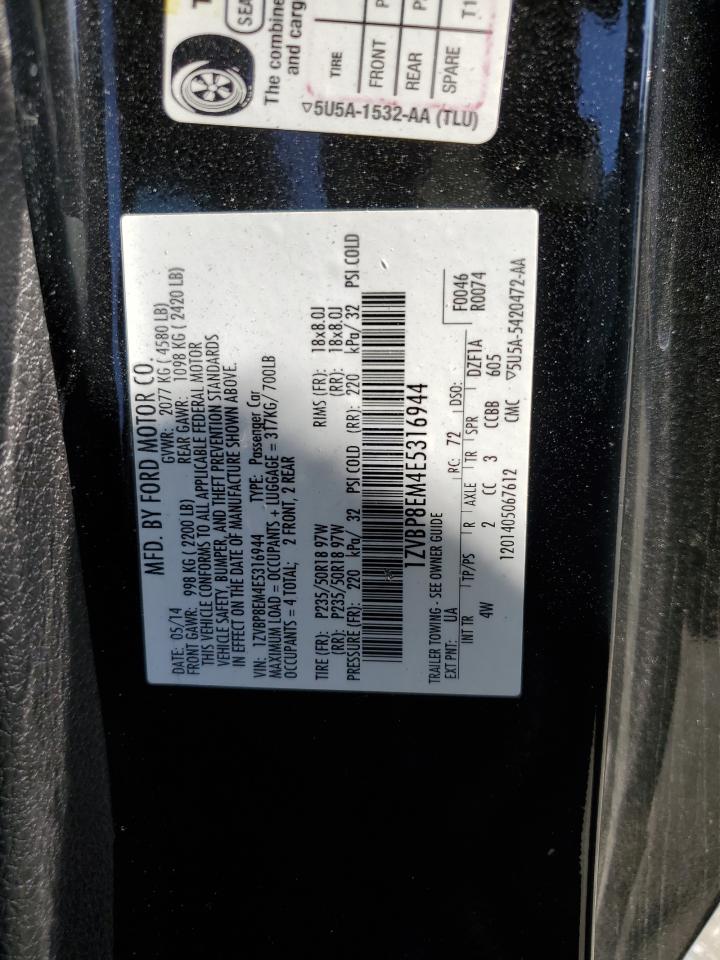 SEA
The combine
and carg
TIRE
FRONT P
REAR P
SPARE T1
▽5U5A-1532-AA (TLU)
MFD. BY FORD MOTOR CO.
DATE: 05/14 GVWR: 2077 KG (4580 LB)
FRONT GAWR: 998 KG (2200 LB) REAR GAWR: 1098 KG (2420 LB)
THIS VEHICLE CONFORMS TO ALL APPLICABLE FEDERAL MOTOR
VEHICLE SAFETY, BUMPER, AND THEFT PREVENTION STANDARDS
IN EFFECT ON THE DATE OF MANUFACTURE SHOWN ABOVE.
VIN: 1ZVBP8EM4E5316944 TYPE: Passenger Car
MAXIMUM LOAD = OCCUPANTS + LUGGAGE = 317KG/ 700LB
OCCUPANTS = 4 TOTAL; 2 FRONT, 2 REAR
TIRE (FR): P235/50R18 97W RIMS (FR): 18x8.0J
(RR): P235/50R18 97W (RR): 18x8.0J
PRESSURE (FR): 220 kPa/ 32 PSI COLD (RR): 220 kPa/ 32 PSI COLD
1ZVBP8EM4E5316944
TRAILER TOWING - SEE OWNER GUIDE
EXT PNT: UA RC: 72 DSO: F0046
R0074
INT TR TP/PS R AXLE TR SPR DZF1A
4W 2 CC 3 CCBB 605
1201405067612 CMC ▽5U5A-5420472-AA